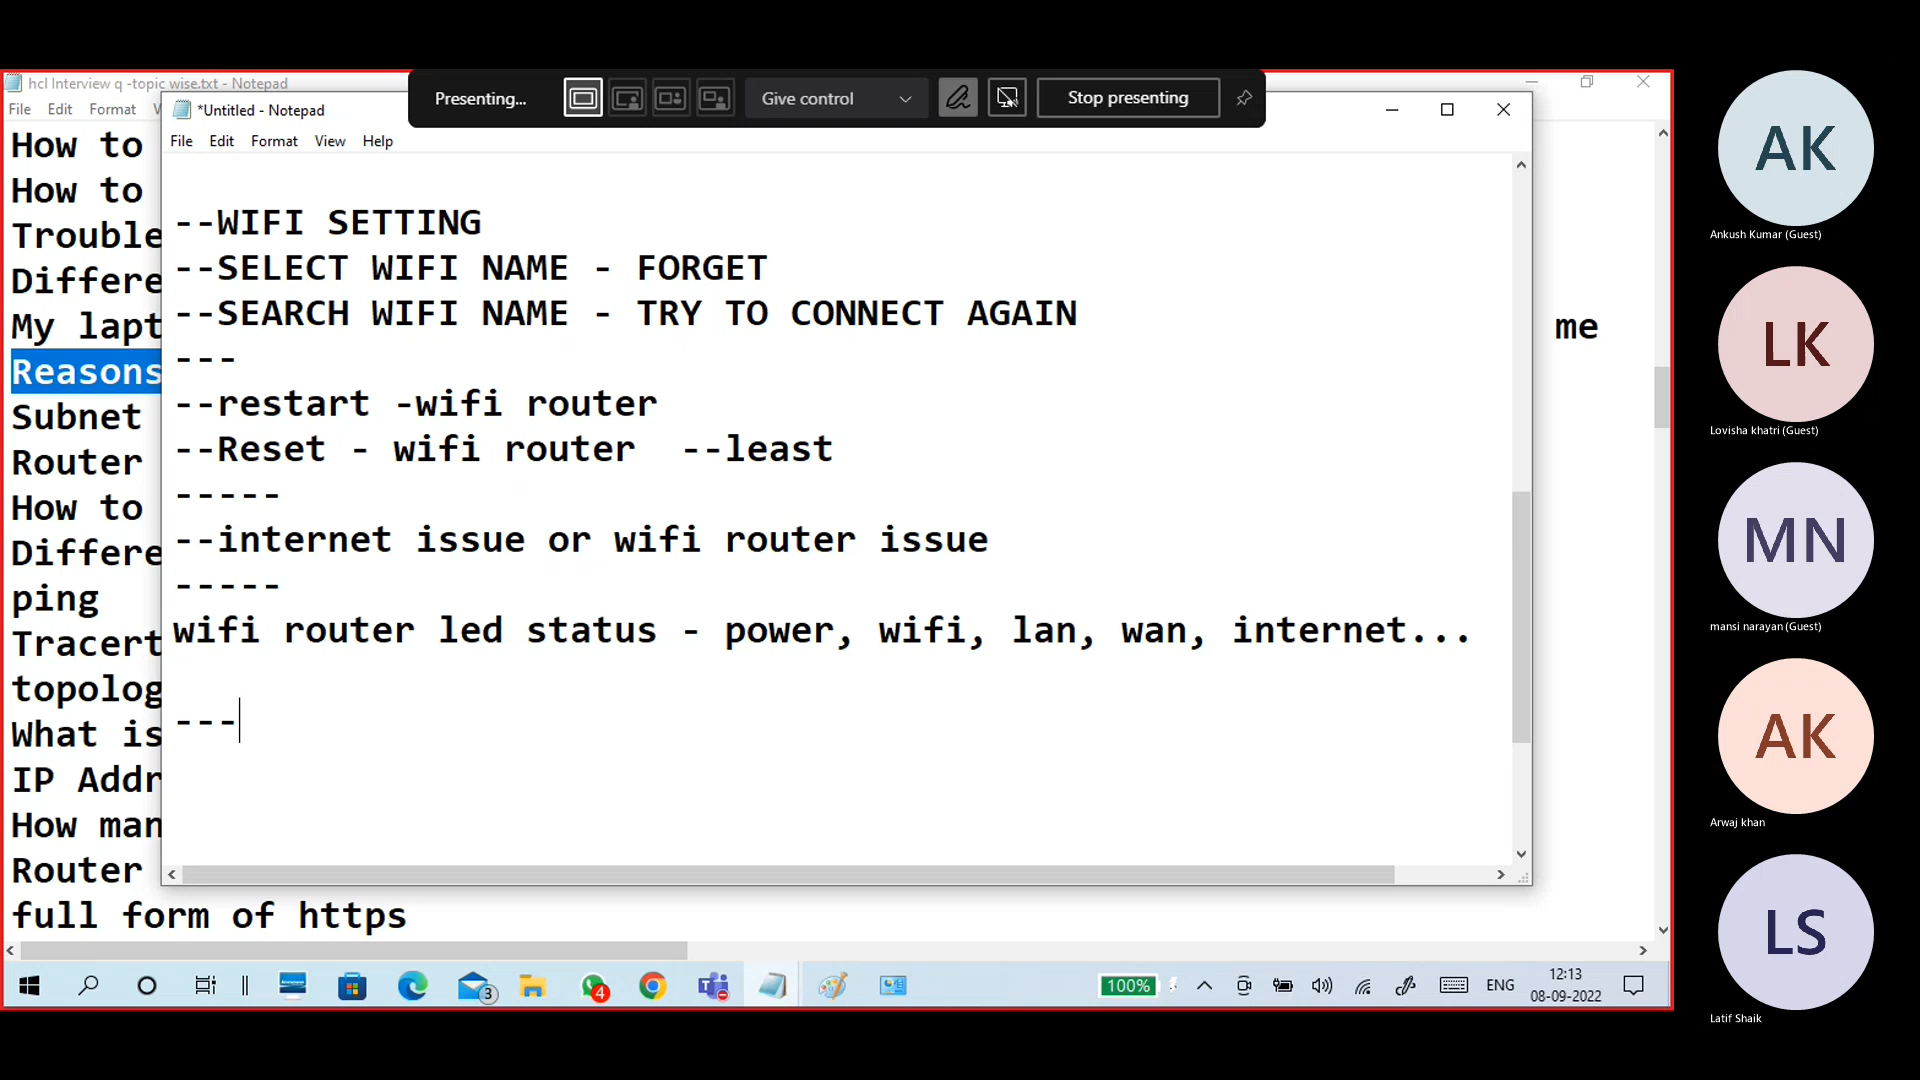 hcl Interview q -topic wise.txt - Notepad
File Edit Format
Presenting...
Give control
Stop presenting
*Untitled - Notepad
File Edit Format View Help
--WIFI SETTING
--SELECT WIFI NAME - FORGET
--SEARCH WIFI NAME - TRY TO CONNECT AGAIN
---
--restart -wifi router
--Reset - wifi router --least
-----
--internet issue or wifi router issue
-----
wifi router led status - power, wifi, lan, wan, internet...
---
How to
How to
Trouble
Differe
My lapt
me
Reasons
Subnet
Router
How to
Differe
ping
Tracert
topolog
What is
IP Addr
How man
Router
full form of https
3
4
100%
ENG
12:13
08-09-2022
AK
Ankush Kumar (Guest)
LK
Lovisha khatri (Guest)
MN
mansi narayan (Guest)
AK
Arwaj khan
LS
Latif Shaik